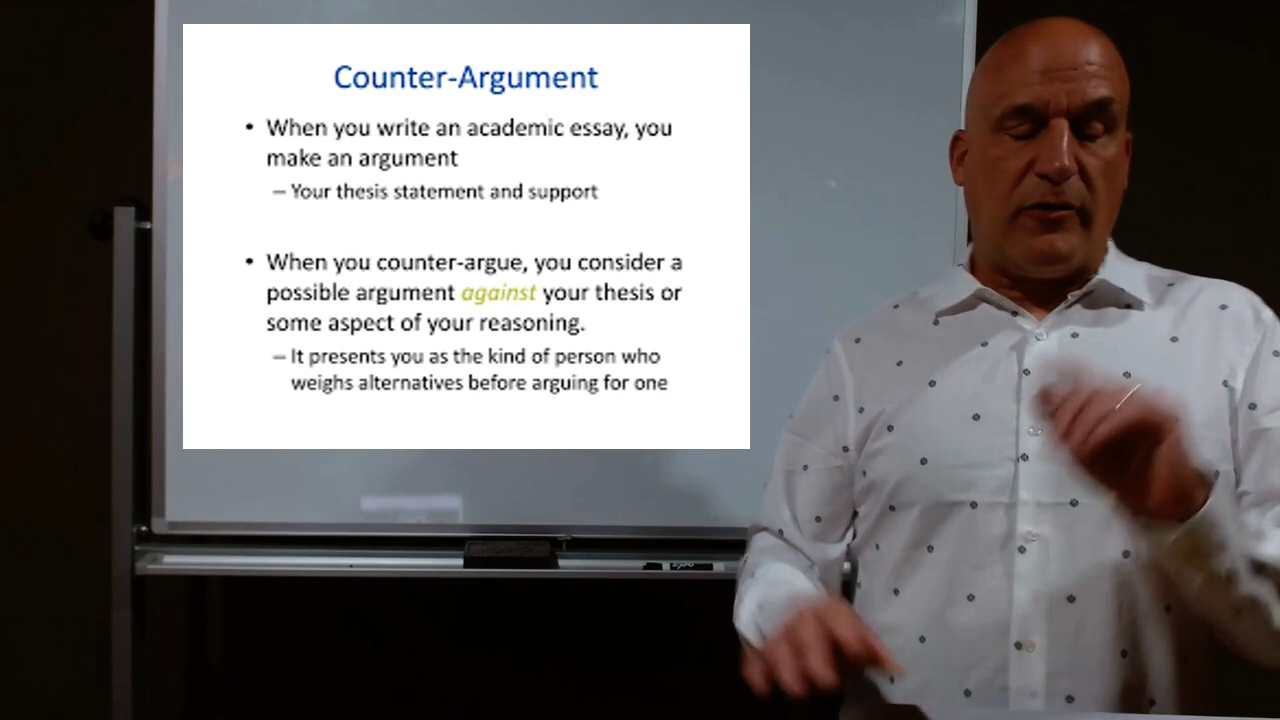 Counter-Argument
• When you write an academic essay, you
make an argument
– Your thesis statement and support
• When you counter-argue, you consider a
possible argument against your thesis or
some aspect of your reasoning.
– It presents you as the kind of person who
weighs alternatives before arguing for one